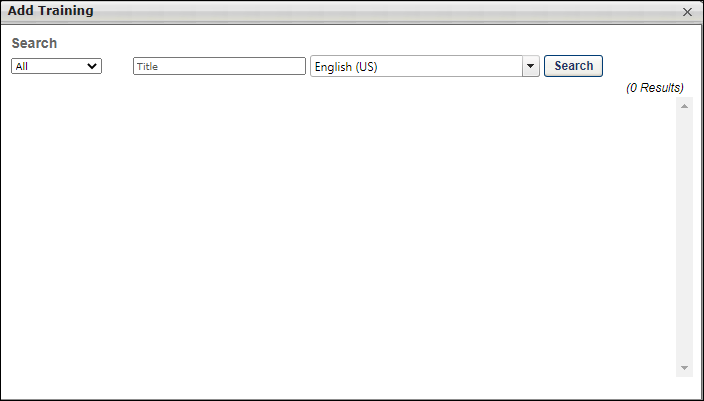 Add Training
Search
All Title English (US) Search
(0 Results)